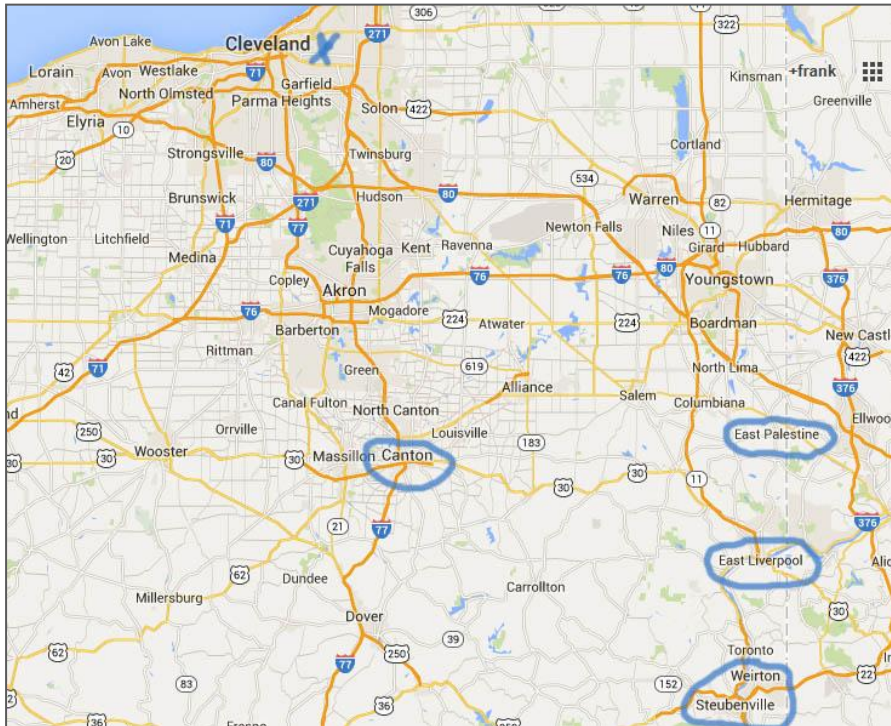 306
322
Avon Lake
Cleveland
271
Lorain
Avon
Westlake
71
Garfield
Kinsman
+frank
Amherst
North Olmsted
Parma Heights
Solon
422
Greenville
Elyria
10
Strongsville
Twinsburg
Cortland
20
80
534
Brunswick
271
Hudson
80
Warren
82
Hermitage
Wellington
Litchfield
71
77
Cuyahoga
Falls
Kent
Ravenna
Newton Falls
Niles
11
Girard
Hubbard
80
Medina
Copley
76
76
80
Youngstown
376
Akron
76
Mogadore
224
Atwater
224
Boardman
Barberton
New Castl
Rittman
422
42
71
Green
619
North Lima
376
Alliance
Salem
Columbiana
Canal Fulton
North Canton
Ellwo
250
Orrville
Louisville
183
East Palestine
30
Wooster
30
30
Massillon
Canton
30
30
11
21
77
376
62
Dundee
East Liverpool
Alic
Millersburg
Carrollton
30
Dover
62
39
Toronto
77
250
Weirton
22
83
152
36
Steubenville
36